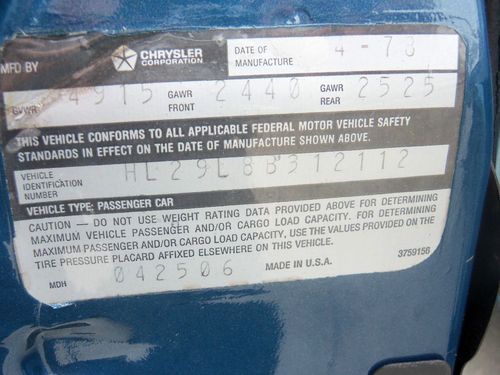 MFD BY CHRYSLER CORPORATION DATE OF MANUFACTURE 4-78
GVWR 4915 GAWR FRONT 2440 GAWR REAR 2525
THIS VEHICLE CONFORMS TO ALL APPLICABLE FEDERAL MOTOR VEHICLE SAFETY
STANDARDS IN EFFECT ON THE DATE OF MANUFACTURE SHOWN ABOVE.
VEHICLE IDENTIFICATION NUMBER HL29L8B312112
VEHICLE TYPE: PASSENGER CAR
CAUTION — DO NOT USE WEIGHT RATING DATA PROVIDED ABOVE FOR DETERMINING
MAXIMUM VEHICLE PASSENGER AND/OR CARGO LOAD CAPACITY. FOR DETERMINING
MAXIMUM PASSENGER AND/OR CARGO LOAD CAPACITY, USE THE VALUES PROVIDED ON THE
TIRE PRESSURE PLACARD AFFIXED ELSEWHERE ON THIS VEHICLE. 3759156
MDH 042506 MADE IN U.S.A.